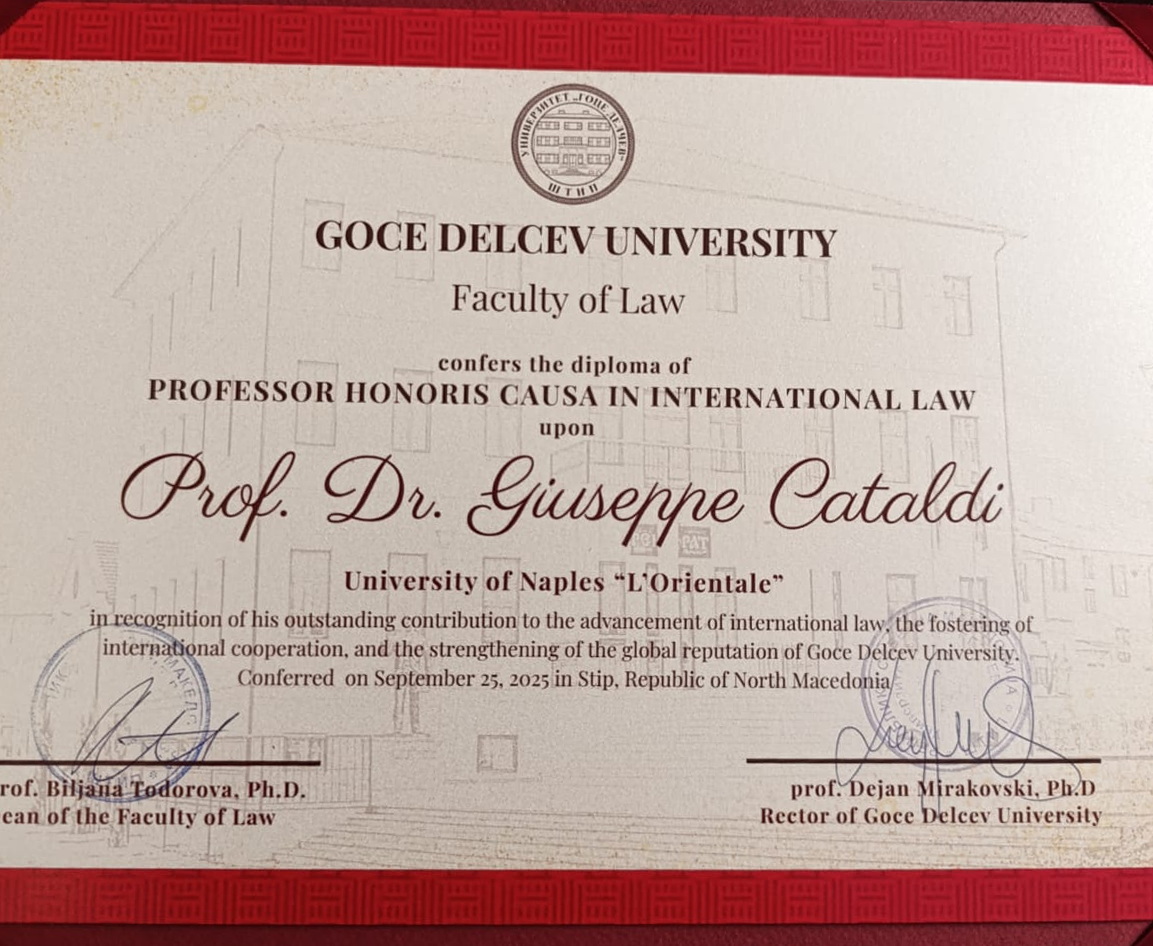 УНИВЕРЗИТЕТ „ГОЦЕ ДЕЛЧЕВ“
ШТИП
GOCE DELCEV UNIVERSITY
Faculty of Law
confers the diploma of
PROFESSOR HONORIS CAUSA IN INTERNATIONAL LAW
upon
Prof. Dr. Giuseppe Cataldi
University of Naples “L’Orientale”
in recognition of his outstanding contribution to the advancement of international law, the fostering of
international cooperation, and the strengthening of the global reputation of Goce Delcev University.
Conferred on September 25, 2025 in Stip, Republic of North Macedonia
rof. Biljana Todorova, Ph.D.
ean of the Faculty of Law
prof. Dejan Mirakovski, Ph.D
Rector of Goce Delcev University